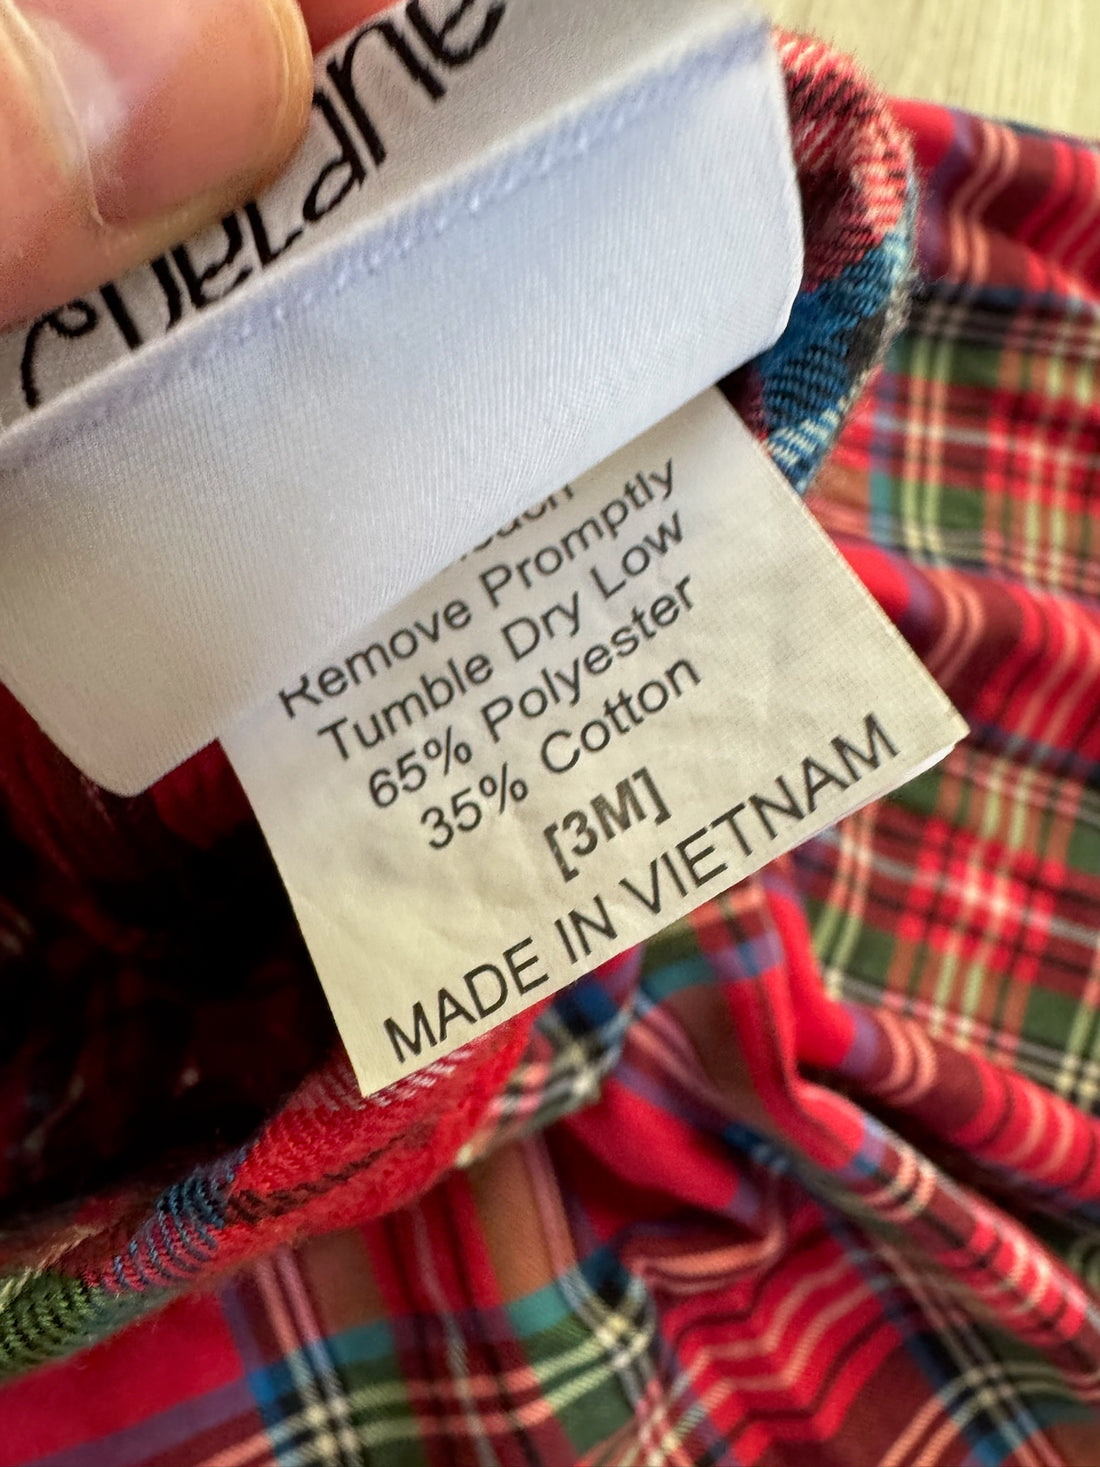 Remove Promptly
Tumble Dry Low
65% Polyester
35% Cotton
[3M]
MADE IN VIETNAM